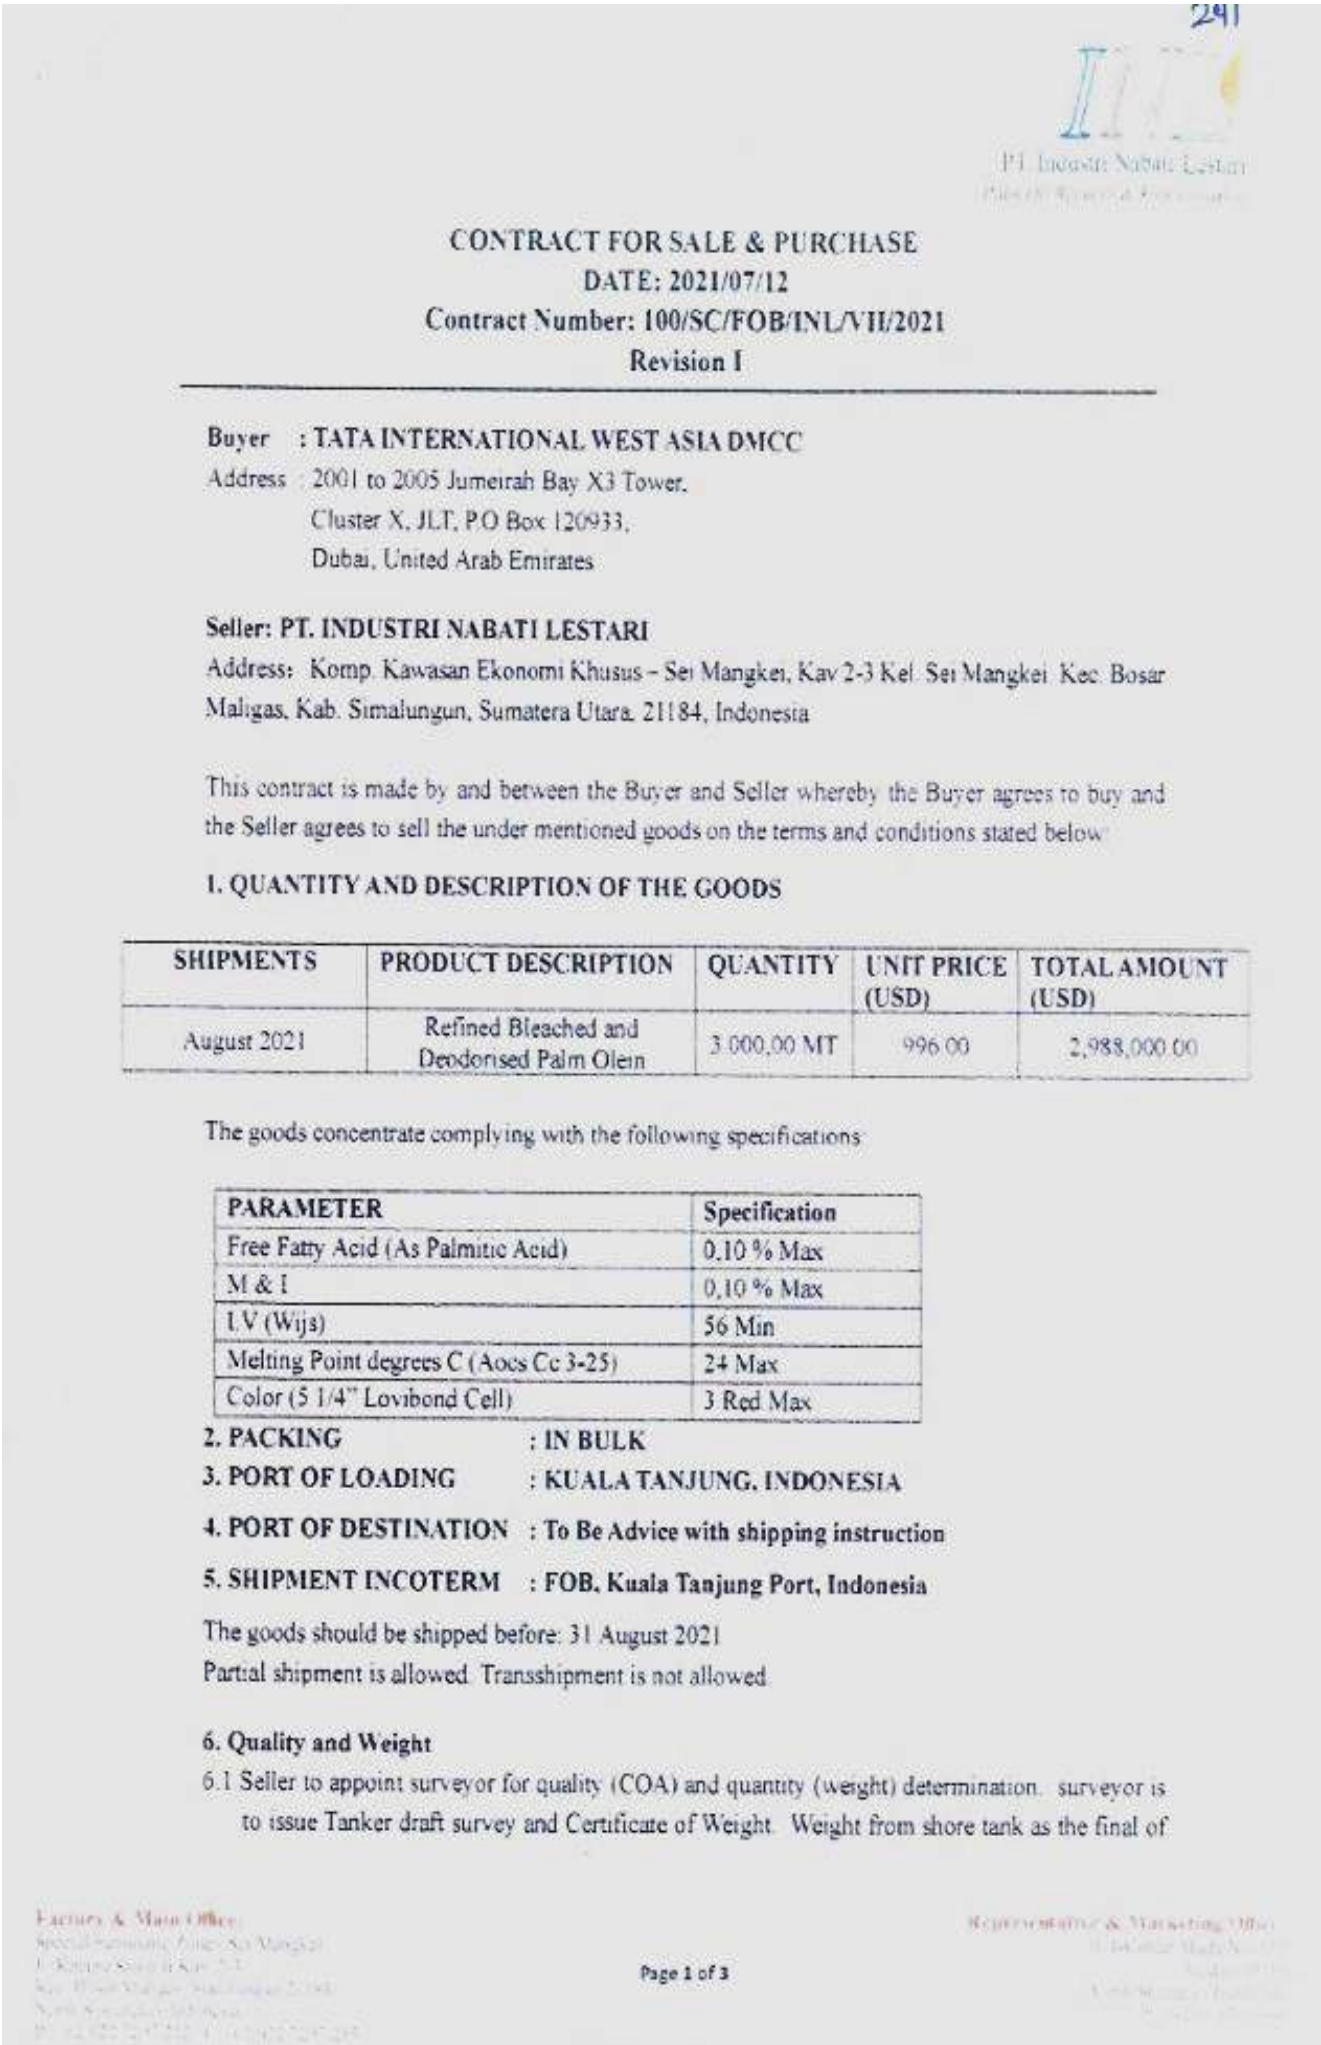 241
PT. Industri Nabati Lestari
CONTRACT FOR SALE & PURCHASE
DATE: 2021/07/12
Contract Number: 100/SC/FOB/INL/VII/2021
Revision I
Buyer : TATA INTERNATIONAL WEST ASIA DMCC
Address : 2001 to 2005 Jumeirah Bay X3 Tower,
Cluster X, JLT, P.O Box 120933,
Dubai, United Arab Emirates
Seller: PT. INDUSTRI NABATI LESTARI
Address: Komp. Kawasan Ekonomi Khusus – Sei Mangkei, Kav 2-3 Kel. Sei Mangkei. Kec. Bosar
Maligas, Kab. Simalungun, Sumatera Utara, 21184, Indonesia
This contract is made by and between the Buyer and Seller whereby the Buyer agrees to buy and
the Seller agrees to sell the under mentioned goods on the terms and conditions stated below:
1. QUANTITY AND DESCRIPTION OF THE GOODS
SHIPMENTS PRODUCT DESCRIPTION QUANTITY UNIT PRICE (USD) TOTAL AMOUNT (USD)
August 2021 Refined Bleached and Deodorised Palm Olein 3.000,00 MT 996.00 2,988,000.00
The goods concentrate complying with the following specifications:
PARAMETER Specification
Free Fatty Acid (As Palmitic Acid) 0,10 % Max
M & I 0,10 % Max
I.V (Wijs) 56 Min
Melting Point degrees C (Aocs Cc 3-25) 24 Max
Color (5 1/4” Lovibond Cell) 3 Red Max
2. PACKING : IN BULK
3. PORT OF LOADING : KUALA TANJUNG, INDONESIA
4. PORT OF DESTINATION : To Be Advice with shipping instruction
5. SHIPMENT INCOTERM : FOB, Kuala Tanjung Port, Indonesia
The goods should be shipped before: 31 August 2021
Partial shipment is allowed. Transshipment is not allowed.
6. Quality and Weight
6.1 Seller to appoint surveyor for quality (COA) and quantity (weight) determination. surveyor is
to issue Tanker draft survey and Certificate of Weight. Weight from shore tank as the final of
Factory & Main Office:
Representative & Marketing Office
Page 1 of 3